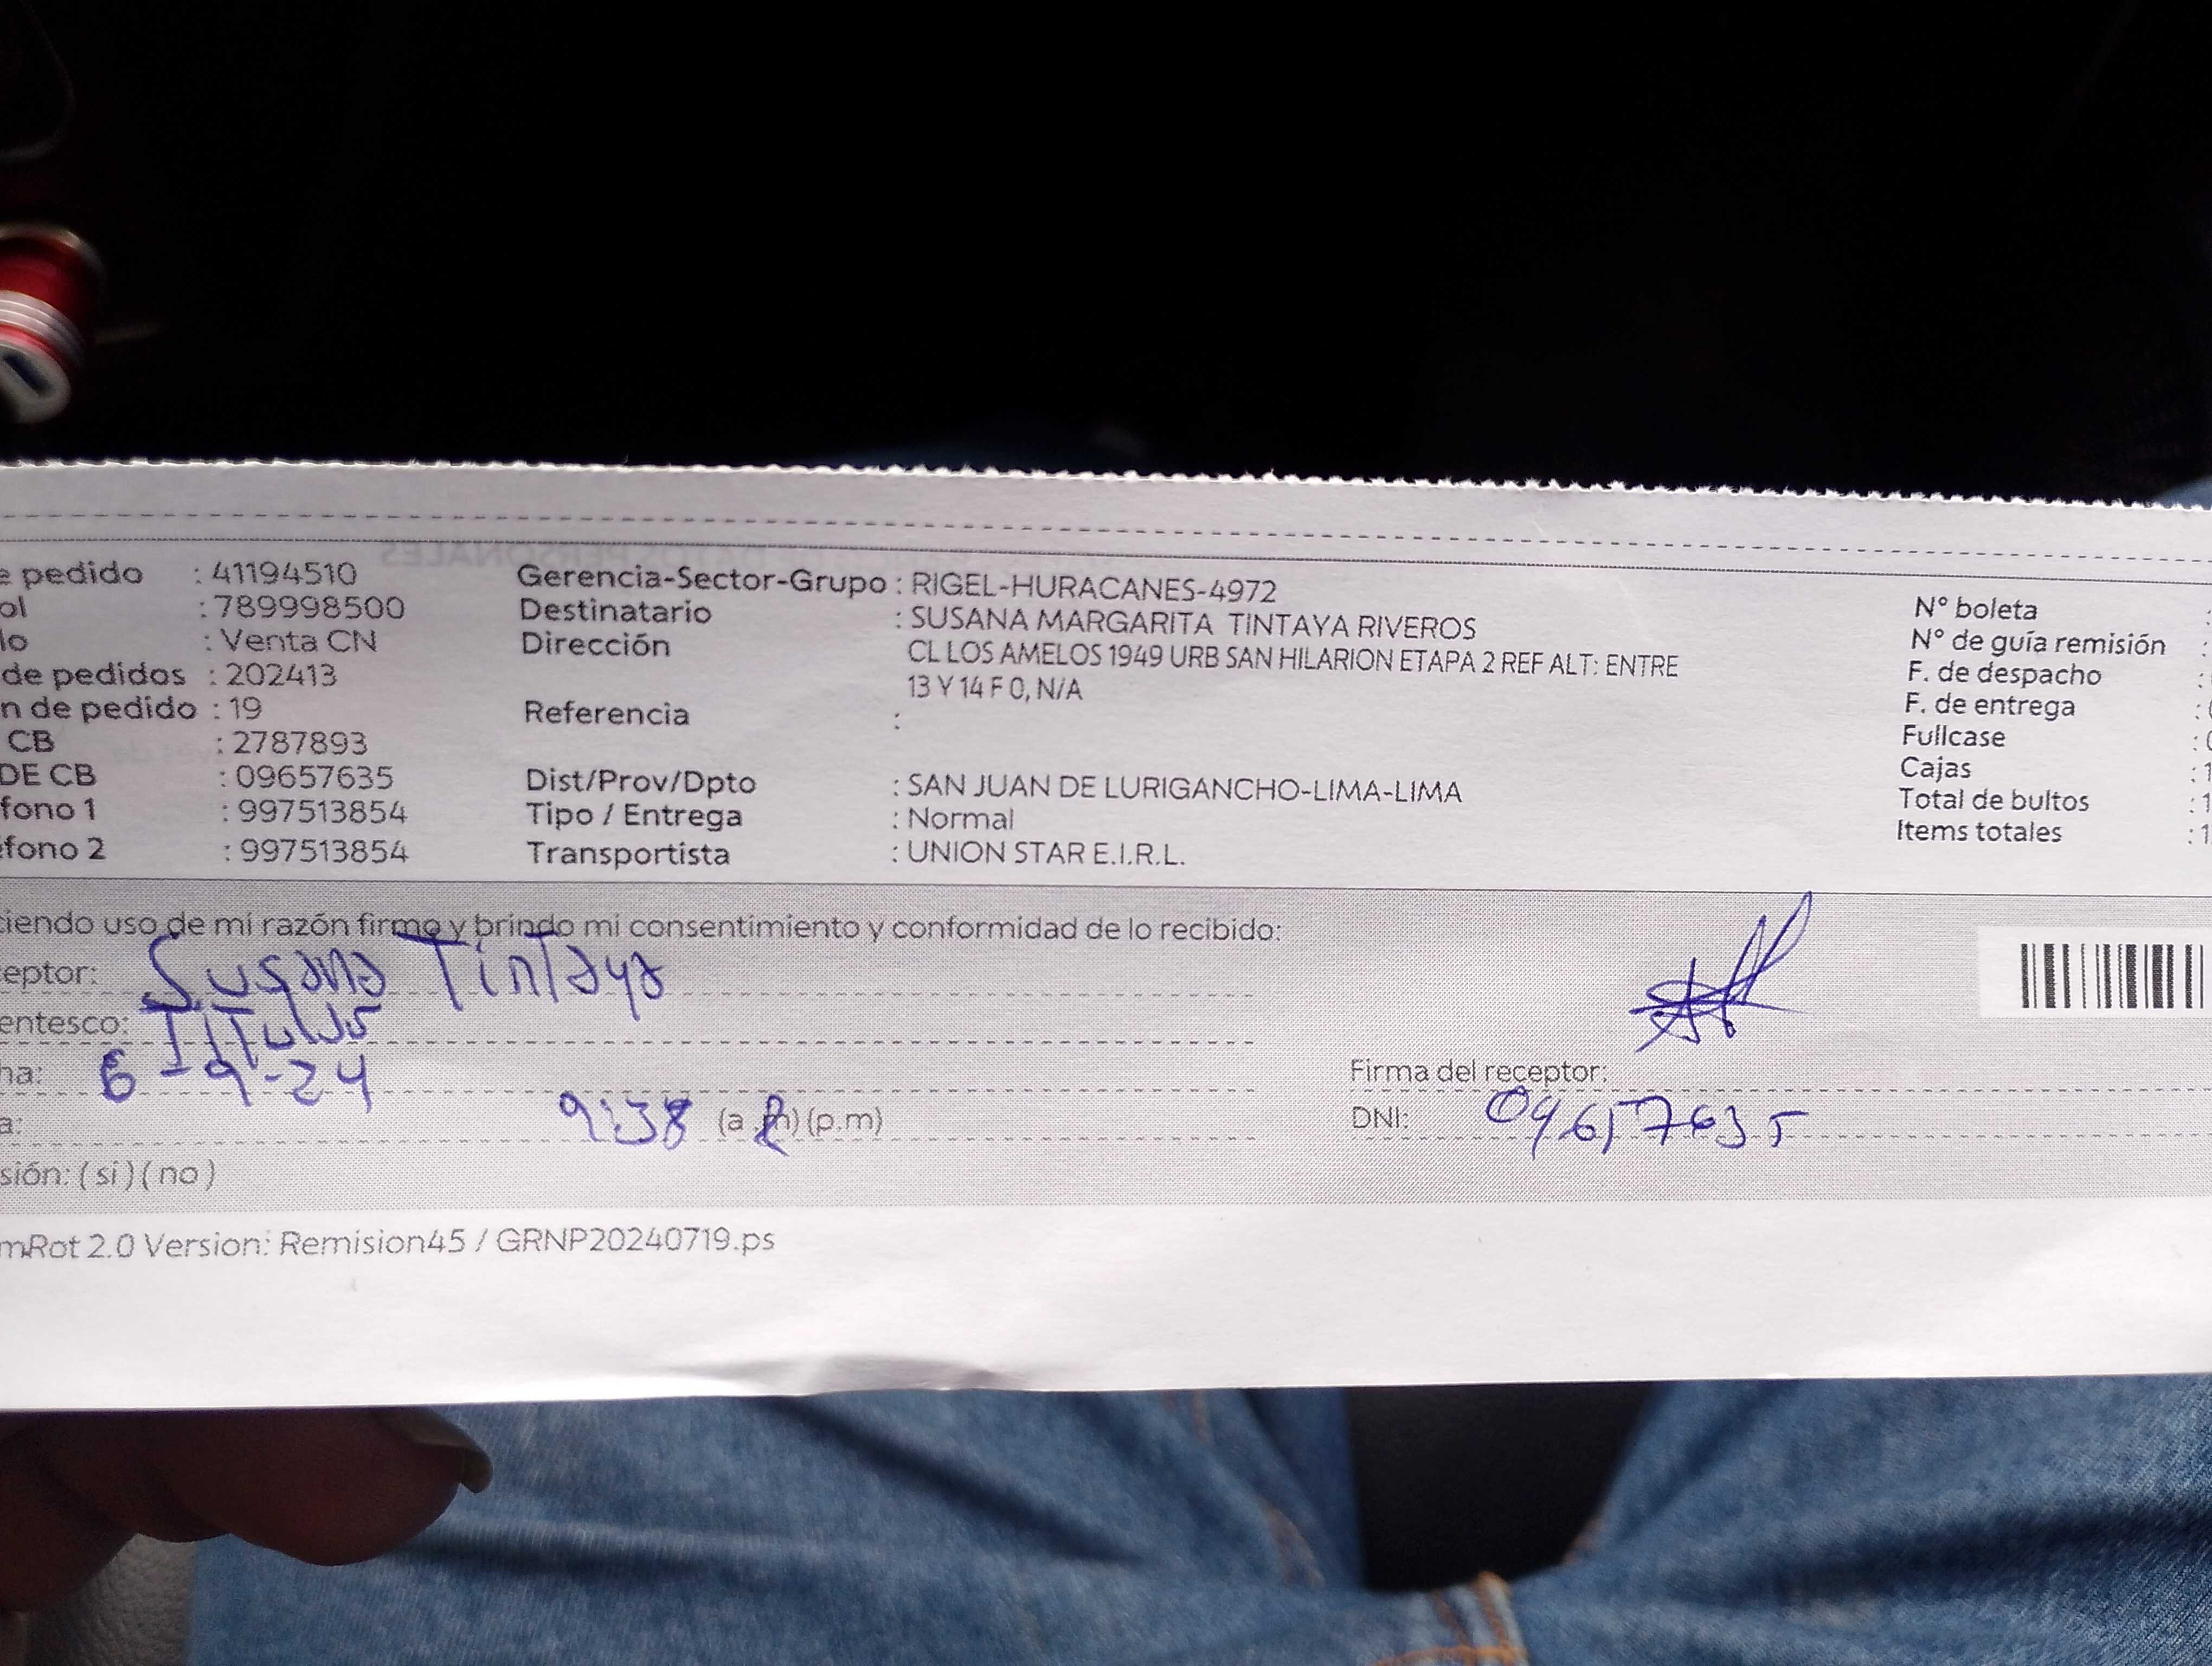 e pedido : 41194510
ol : 789998500
lo : Venta CN
de pedidos : 202413
n de pedido : 19
CB : 2787893
DE CB : 09657635
fono 1 : 997513854
éfono 2 : 997513854
Gerencia-Sector-Grupo : RIGEL-HURACANES-4972
Destinatario : SUSANA MARGARITA TINTAYA RIVEROS
Dirección CL LOS AMELOS 1949 URB SAN HILARION ETAPA 2 REF ALT: ENTRE
13 Y 14 F 0, N/A
Referencia :
Dist/Prov/Dpto : SAN JUAN DE LURIGANCHO-LIMA-LIMA
Tipo / Entrega : Normal
Transportista : UNION STAR E.I.R.L.
N° boleta :
N° de guía remisión :
F. de despacho :
F. de entrega :
Fullcase :
Cajas : 1
Total de bultos : 1
Items totales : 1
ciendo uso de mi razón firmo y brindo mi consentimiento y conformidad de lo recibido:
eptor: Susana Tintaya
entesco: Titular
ha: 6-9-24
a: 9:38 (a.m) (p.m)
sión: (si) (no)
Firma del receptor:
DNI: 09657635
mRot 2.0 Version: Remision45 / GRNP20240719.ps